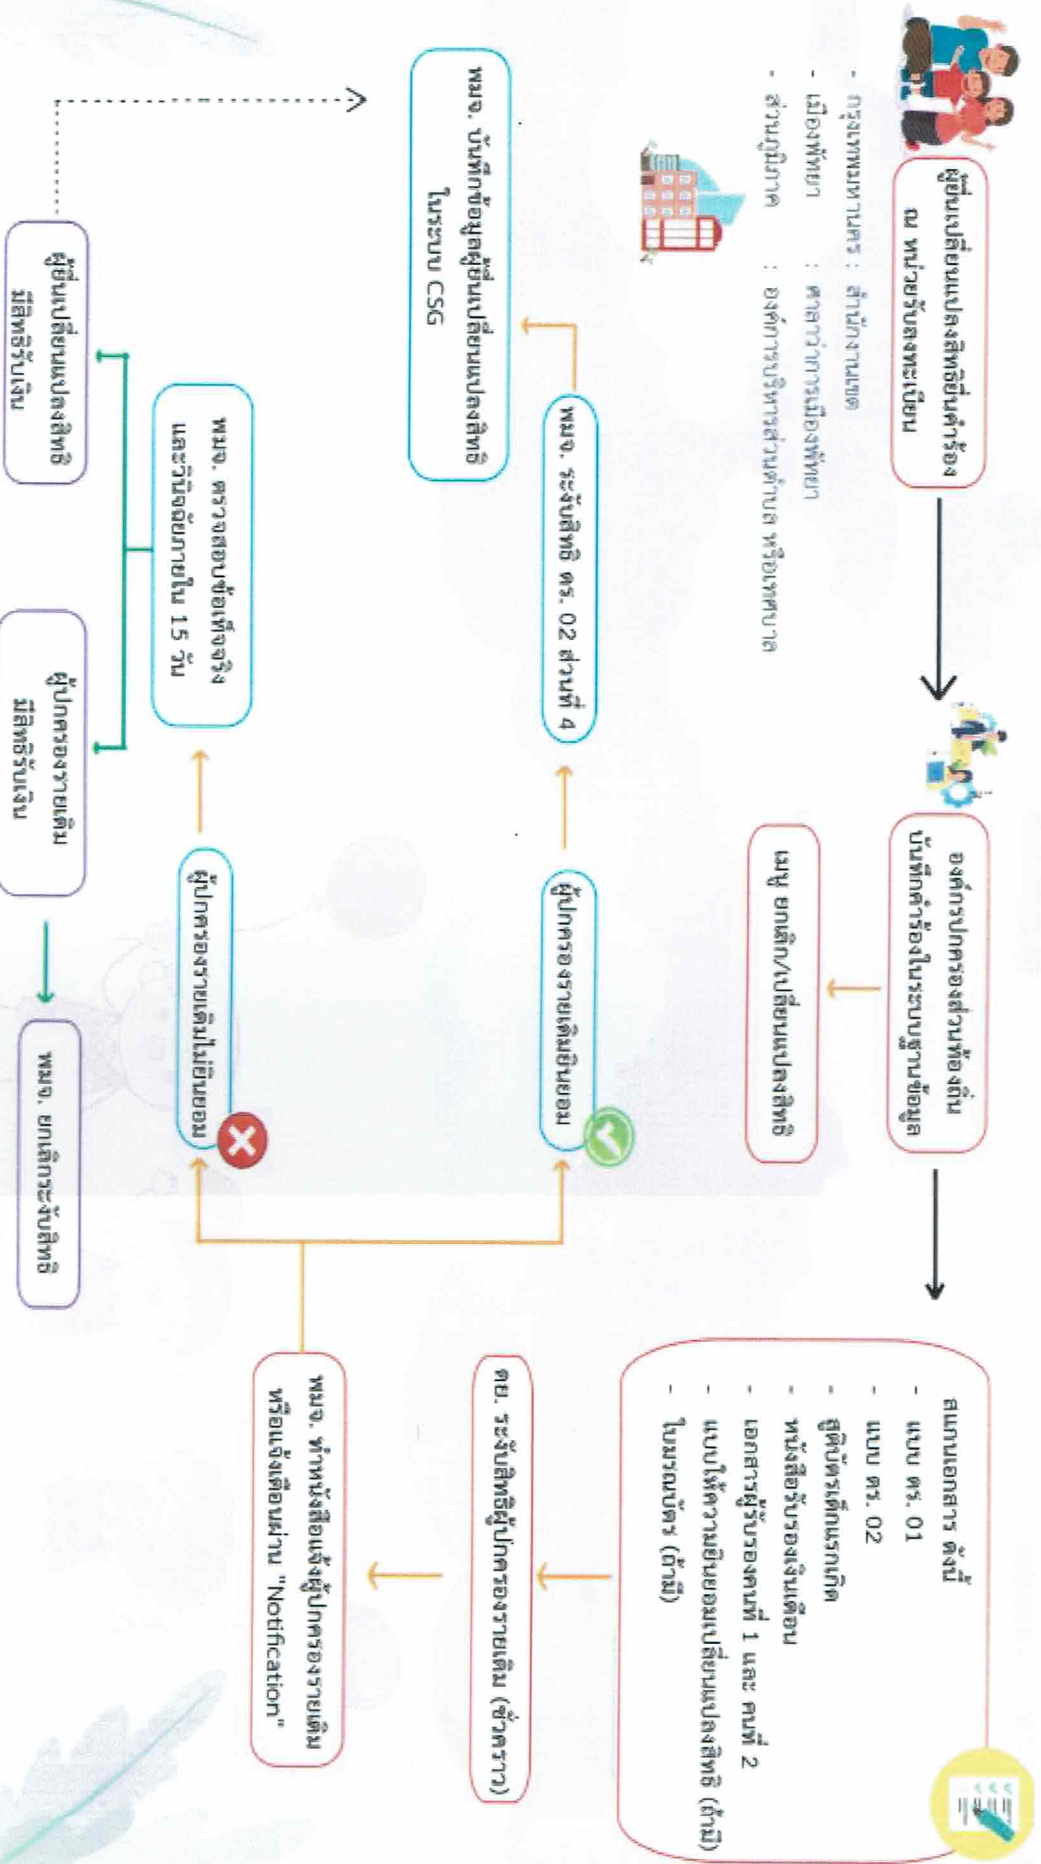 ผู้ยื่นเปลี่ยนแปลงสิทธิยื่นคำร้อง
ณ หน่วยรับลงทะเบียน
- กรุงเทพมหานคร : สำนักงานเขต
- เมืองพัทยา : ศาลาว่าการเมืองพัทยา
- ส่วนภูมิภาค : องค์การบริหารส่วนตำบล หรือเทศบาล
องค์กรปกครองส่วนท้องถิ่น
บันทึกคำร้องในระบบฐานข้อมูล
เมนู ยกเลิก/เปลี่ยนแปลงสิทธิ
สแกนเอกสาร ดังนี้
- แบบ ดร. 01
- แบบ ดร. 02
- สูติบัตรเด็กแรกเกิด
- หนังสือรับรองเงินเดือน
- เอกสารผู้รับรองคนที่ 1 และ คนที่ 2
- แบบให้ความยินยอมเปลี่ยนแปลงสิทธิ (ถ้ามี)
- ใบมรณบัตร (ถ้ามี)
ดย. ระงับสิทธิผู้ปกครองรายเดิม (ชั่วคราว)
พมจ. ทำหนังสือแจ้งผู้ปกครองรายเดิม
หรือแจ้งเตือนผ่าน "Notification"
ผู้ปกครองรายเดิมยินยอม
พมจ. ระงับสิทธิ ดร. 02 ส่วนที่ 4
พมจ. บันทึกข้อมูลผู้ยื่นเปลี่ยนแปลงสิทธิ
ในระบบ CSG
ผู้ปกครองรายเดิมไม่ยินยอม
พมจ. ตรวจสอบข้อเท็จจริง
และวินิจฉัยภายใน 15 วัน
ผู้ยื่นเปลี่ยนแปลงสิทธิ
มีสิทธิรับเงิน
ผู้ปกครองรายเดิม
มีสิทธิรับเงิน
พมจ. ยกเลิกระงับสิทธิ